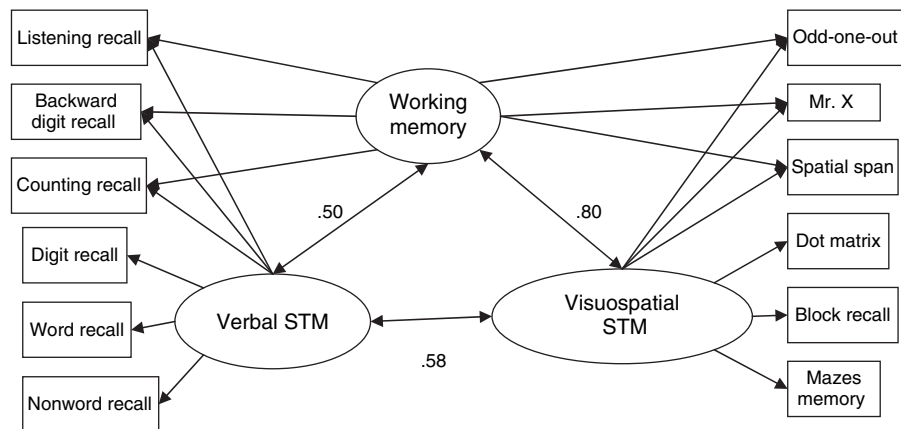 Listening recall
Backward
digit recall
Counting recall
Digit recall
Word recall
Nonword recall
Working
memory
.50
.80
Verbal STM
.58
Visuospatial
STM
Odd-one-out
Mr. X
Spatial span
Dot matrix
Block recall
Mazes
memory